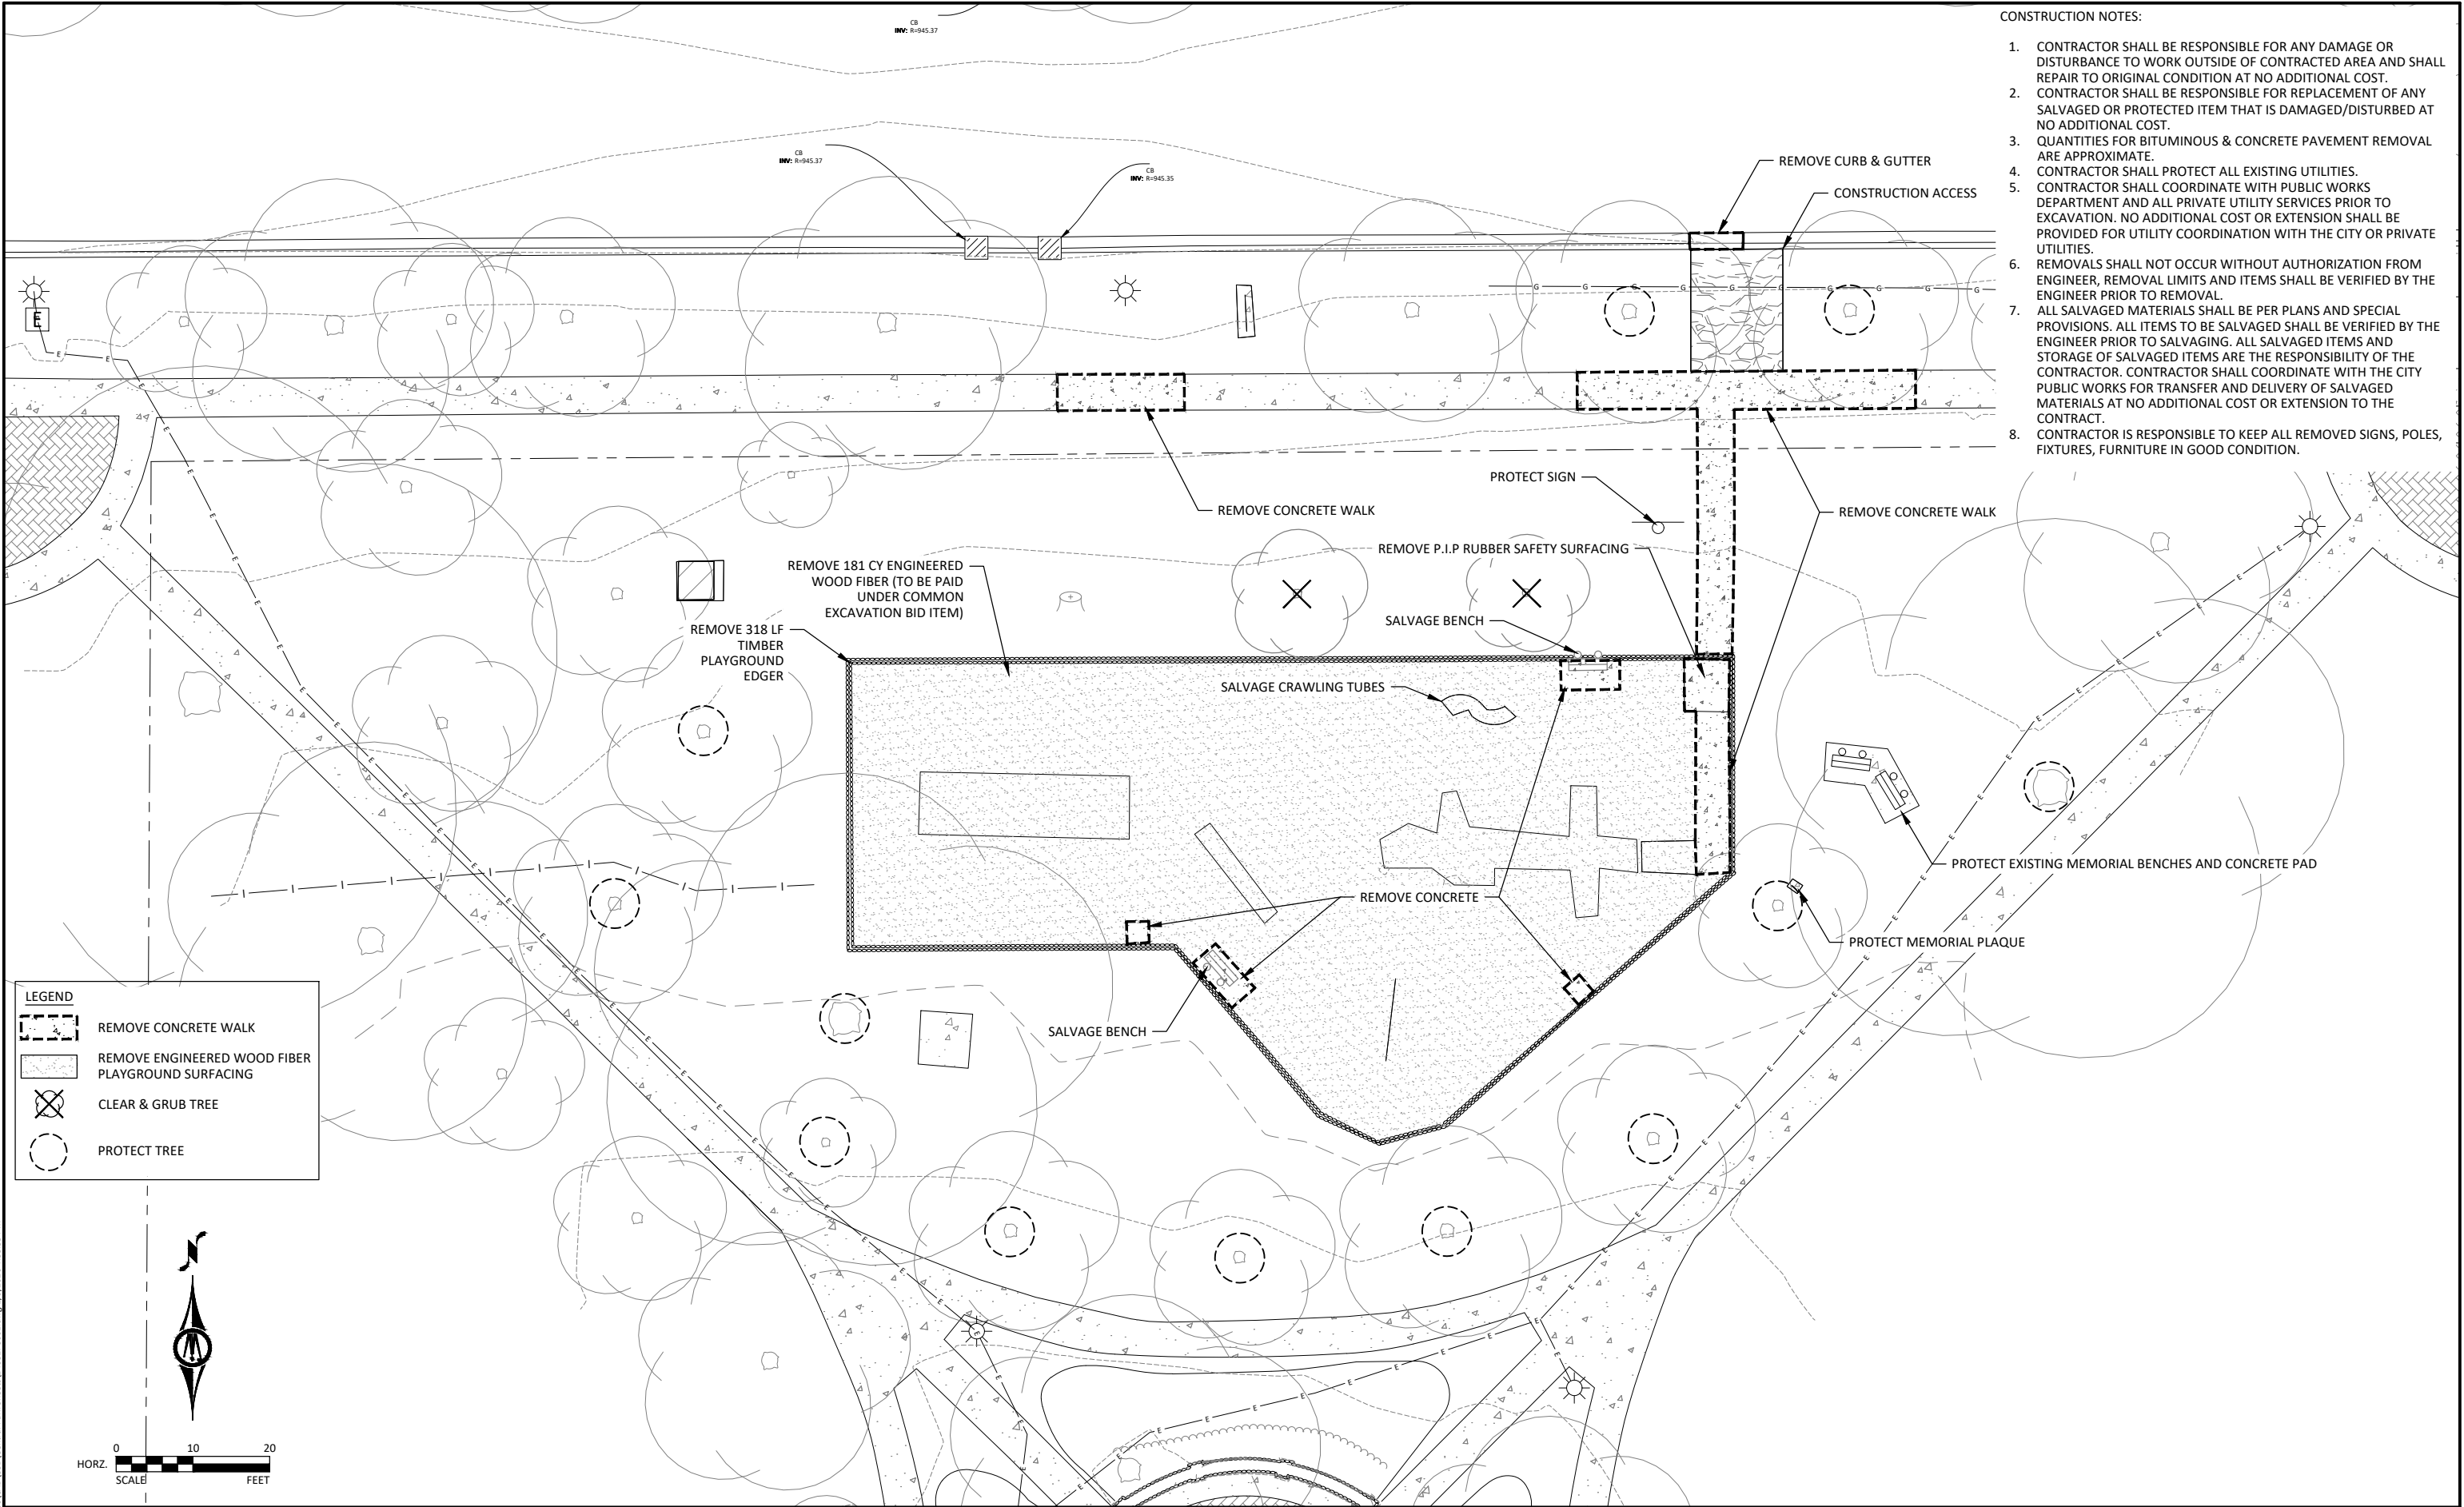 CB
INV: R=945.37
CB
INV: R=945.37
CB
INV: R=945.35
CONSTRUCTION NOTES:
1. CONTRACTOR SHALL BE RESPONSIBLE FOR ANY DAMAGE OR
DISTURBANCE TO WORK OUTSIDE OF CONTRACTED AREA AND SHALL
REPAIR TO ORIGINAL CONDITION AT NO ADDITIONAL COST.
2. CONTRACTOR SHALL BE RESPONSIBLE FOR REPLACEMENT OF ANY
SALVAGED OR PROTECTED ITEM THAT IS DAMAGED/DISTURBED AT
NO ADDITIONAL COST.
3. QUANTITIES FOR BITUMINOUS & CONCRETE PAVEMENT REMOVAL
ARE APPROXIMATE.
4. CONTRACTOR SHALL PROTECT ALL EXISTING UTILITIES.
5. CONTRACTOR SHALL COORDINATE WITH PUBLIC WORKS
DEPARTMENT AND ALL PRIVATE UTILITY SERVICES PRIOR TO
EXCAVATION. NO ADDITIONAL COST OR EXTENSION SHALL BE
PROVIDED FOR UTILITY COORDINATION WITH THE CITY OR PRIVATE
UTILITIES.
6. REMOVALS SHALL NOT OCCUR WITHOUT AUTHORIZATION FROM
ENGINEER, REMOVAL LIMITS AND ITEMS SHALL BE VERIFIED BY THE
ENGINEER PRIOR TO REMOVAL.
7. ALL SALVAGED MATERIALS SHALL BE PER PLANS AND SPECIAL
PROVISIONS. ALL ITEMS TO BE SALVAGED SHALL BE VERIFIED BY THE
ENGINEER PRIOR TO SALVAGING. ALL SALVAGED ITEMS AND
STORAGE OF SALVAGED ITEMS ARE THE RESPONSIBILITY OF THE
CONTRACTOR. CONTRACTOR SHALL COORDINATE WITH THE CITY
PUBLIC WORKS FOR TRANSFER AND DELIVERY OF SALVAGED
MATERIALS AT NO ADDITIONAL COST OR EXTENSION TO THE
CONTRACT.
8. CONTRACTOR IS RESPONSIBLE TO KEEP ALL REMOVED SIGNS, POLES,
FIXTURES, FURNITURE IN GOOD CONDITION.
REMOVE CURB & GUTTER
CONSTRUCTION ACCESS
E
REMOVE CONCRETE WALK
PROTECT SIGN
REMOVE CONCRETE WALK
REMOVE P.I.P RUBBER SAFETY SURFACING
REMOVE 181 CY ENGINEERED
WOOD FIBER (TO BE PAID
UNDER COMMON
EXCAVATION BID ITEM)
SALVAGE BENCH
REMOVE 318 LF
TIMBER
PLAYGROUND
EDGER
SALVAGE CRAWLING TUBES
PROTECT EXISTING MEMORIAL BENCHES AND CONCRETE PAD
REMOVE CONCRETE
PROTECT MEMORIAL PLAQUE
SALVAGE BENCH
LEGEND
REMOVE CONCRETE WALK
REMOVE ENGINEERED WOOD FIBER
PLAYGROUND SURFACING
CLEAR & GRUB TREE
PROTECT TREE
N
0 10 20
HORZ.
SCALE FEET